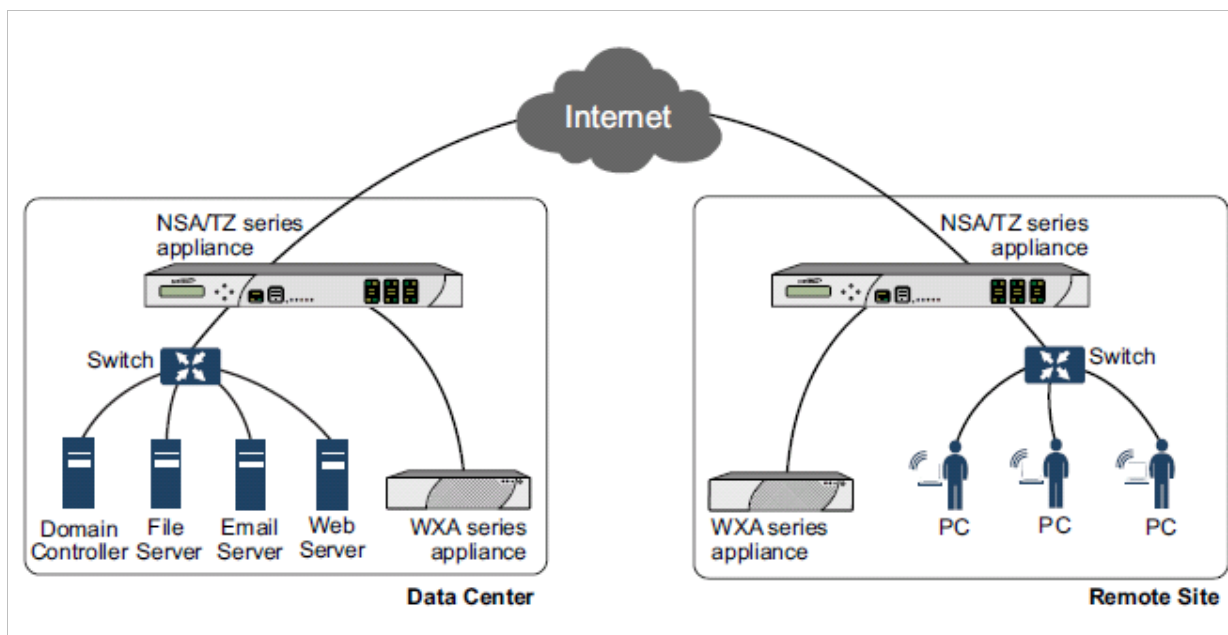 Internet
NSA/TZ series
appliance
Switch
Domain
Controller
File
Server
Email
Server
Web
Server
WXA series
appliance
Data Center
NSA/TZ series
appliance
Switch
WXA series
appliance
PC
PC
PC
Remote Site